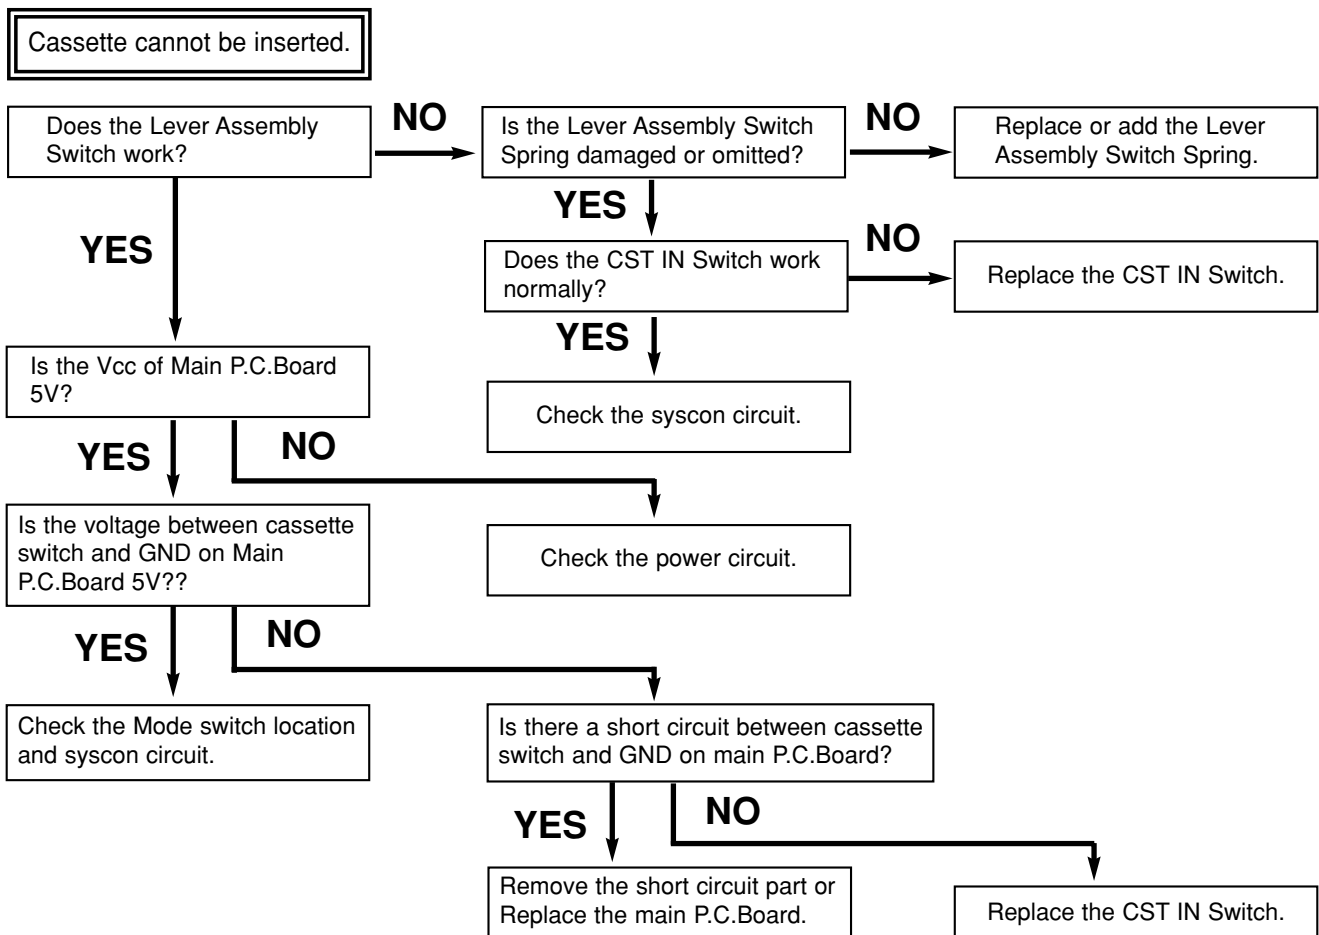 Cassette cannot be inserted.
Does the Lever Assembly
Switch work?
NO
Is the Lever Assembly Switch
Spring damaged or omitted?
NO
Replace or add the Lever
Assembly Switch Spring.
YES
YES
Does the CST IN Switch work
normally?
NO
Replace the CST IN Switch.
YES
Is the Vcc of Main P.C.Board
5V?
Check the syscon circuit.
YES
NO
Is the voltage between cassette
switch and GND on Main
P.C.Board 5V??
Check the power circuit.
YES
NO
Check the Mode switch location
and syscon circuit.
Is there a short circuit between cassette
switch and GND on main P.C.Board?
YES
NO
Remove the short circuit part or
Replace the main P.C.Board.
Replace the CST IN Switch.